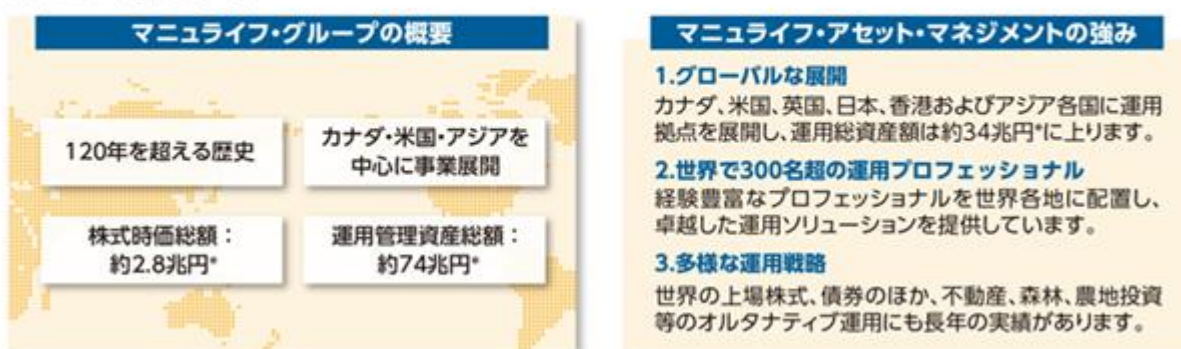 マニュライフ・グループの概要
120年を超える歴史
カナダ・米国・アジアを
中心に事業展開
株式時価総額：
約2.8兆円*
運用管理資産総額：
約74兆円*
マニュライフ・アセット・マネジメントの強み
1.グローバルな展開
カナダ、米国、英国、日本、香港およびアジア各国に運用
拠点を展開し、運用総資産額は約34兆円*に上ります。
2.世界で300名超の運用プロフェッショナル
経験豊富なプロフェッショナルを世界各地に配置し、
卓越した運用ソリューションを提供しています。
3.多様な運用戦略
世界の上場株式、債券のほか、不動産、森林、農地投資
等のオルタナティブ運用にも長年の実績があります。